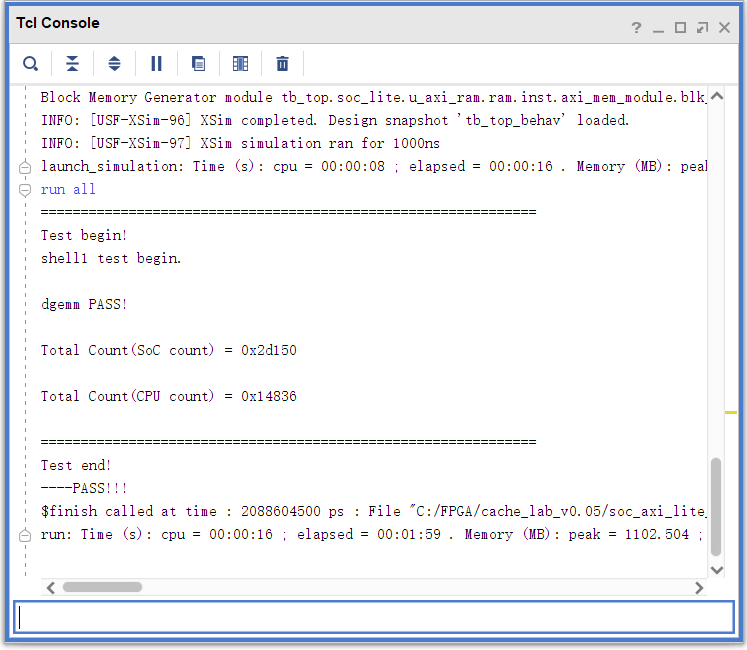 Tcl Console
Block Memory Generator module tb_top.soc_lite.u_axi_ram.ram.inst.axi_mem_module.blk_
INFO: [USF-XSim-96] XSim completed. Design snapshot 'tb_top_behav' loaded.
INFO: [USF-XSim-97] XSim simulation ran for 1000ns
launch_simulation: Time (s): cpu = 00:00:08 ; elapsed = 00:00:16 . Memory (MB): peal
run all
==============================================================
Test begin!
shell1 test begin.
dgemm PASS!
Total Count(SoC count) = 0x2d150
Total Count(CPU count) = 0x14836
==============================================================
Test end!
----PASS!!!
$finish called at time : 2088604500 ps : File "C:/FPGA/cache_lab_v0.05/soc_axi_lite_
run: Time (s): cpu = 00:00:16 ; elapsed = 00:01:59 . Memory (MB): peak = 1102.504 ;